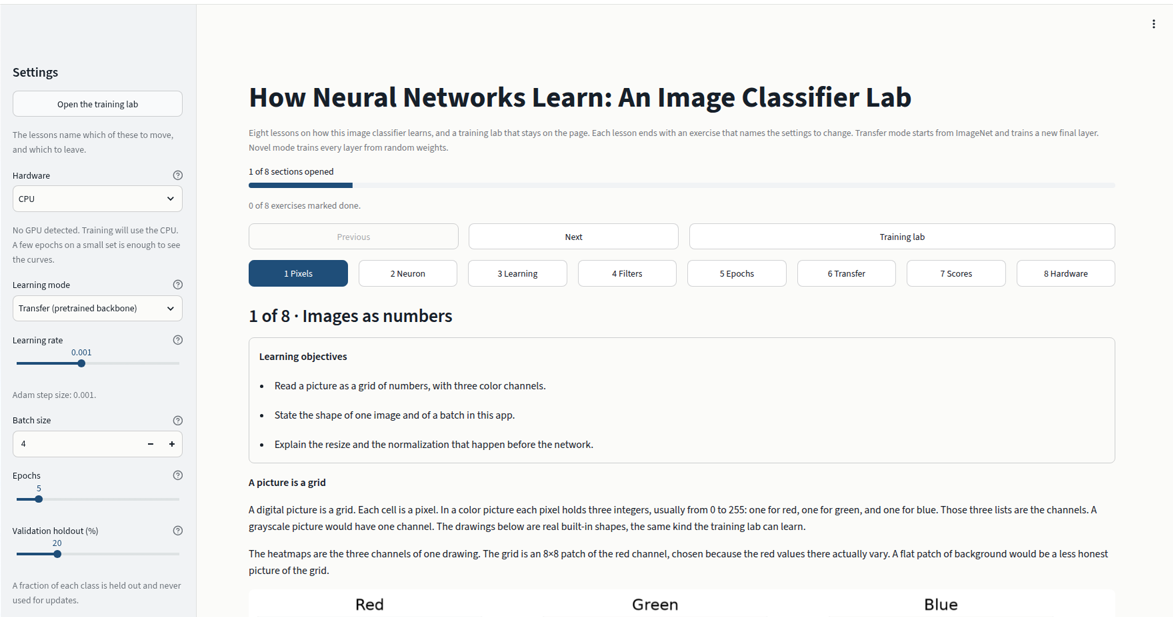 Settings
Open the training lab
The lessons name which of these to move,
and which to leave.
Hardware
CPU
No GPU detected. Training will use the CPU.
A few epochs on a small set is enough to see
the curves.
Learning mode
Transfer (pretrained backbone)
Learning rate
0.001
Adam step size: 0.001.
Batch size
4
Epochs
5
Validation holdout (%)
20
A fraction of each class is held out and never
used for updates.
How Neural Networks Learn: An Image Classifier Lab
Eight lessons on how this image classifier learns, and a training lab that stays on the page. Each lesson ends with an exercise that names the settings to change. Transfer mode starts from ImageNet and trains a new final layer.
Novel mode trains every layer from random weights.
1 of 8 sections opened
0 of 8 exercises marked done.
Previous
Next
Training lab
1 Pixels
2 Neuron
3 Learning
4 Filters
5 Epochs
6 Transfer
7 Scores
8 Hardware
1 of 8 · Images as numbers
Learning objectives
• Read a picture as a grid of numbers, with three color channels.
• State the shape of one image and of a batch in this app.
• Explain the resize and the normalization that happen before the network.
A picture is a grid
A digital picture is a grid. Each cell is a pixel. In a color picture each pixel holds three integers, usually from 0 to 255: one for red, one for green, and one for blue. Those three lists are the channels. A
grayscale picture would have one channel. The drawings below are real built-in shapes, the same kind the training lab can learn.
The heatmaps are the three channels of one drawing. The grid is an 8×8 patch of the red channel, chosen because the red values there actually vary. A flat patch of background would be a less honest
picture of the grid.
Red
Green
Blue